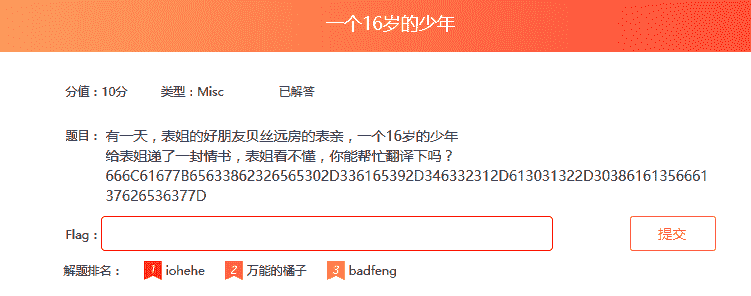 一个16岁的少年
分值：10分 类型：Misc 已解答
题目： 有一天，表姐的好朋友贝丝远房的表亲，一个16岁的少年
给表姐递了一封情书，表姐看不懂，你能帮忙翻译下吗？
666C61677B65633862326565302D336165392D346332312D613031322D30386161356661
37626536377D
Flag：
提交
解题排名： 1 iohehe 2 万能的橘子 3 badfeng